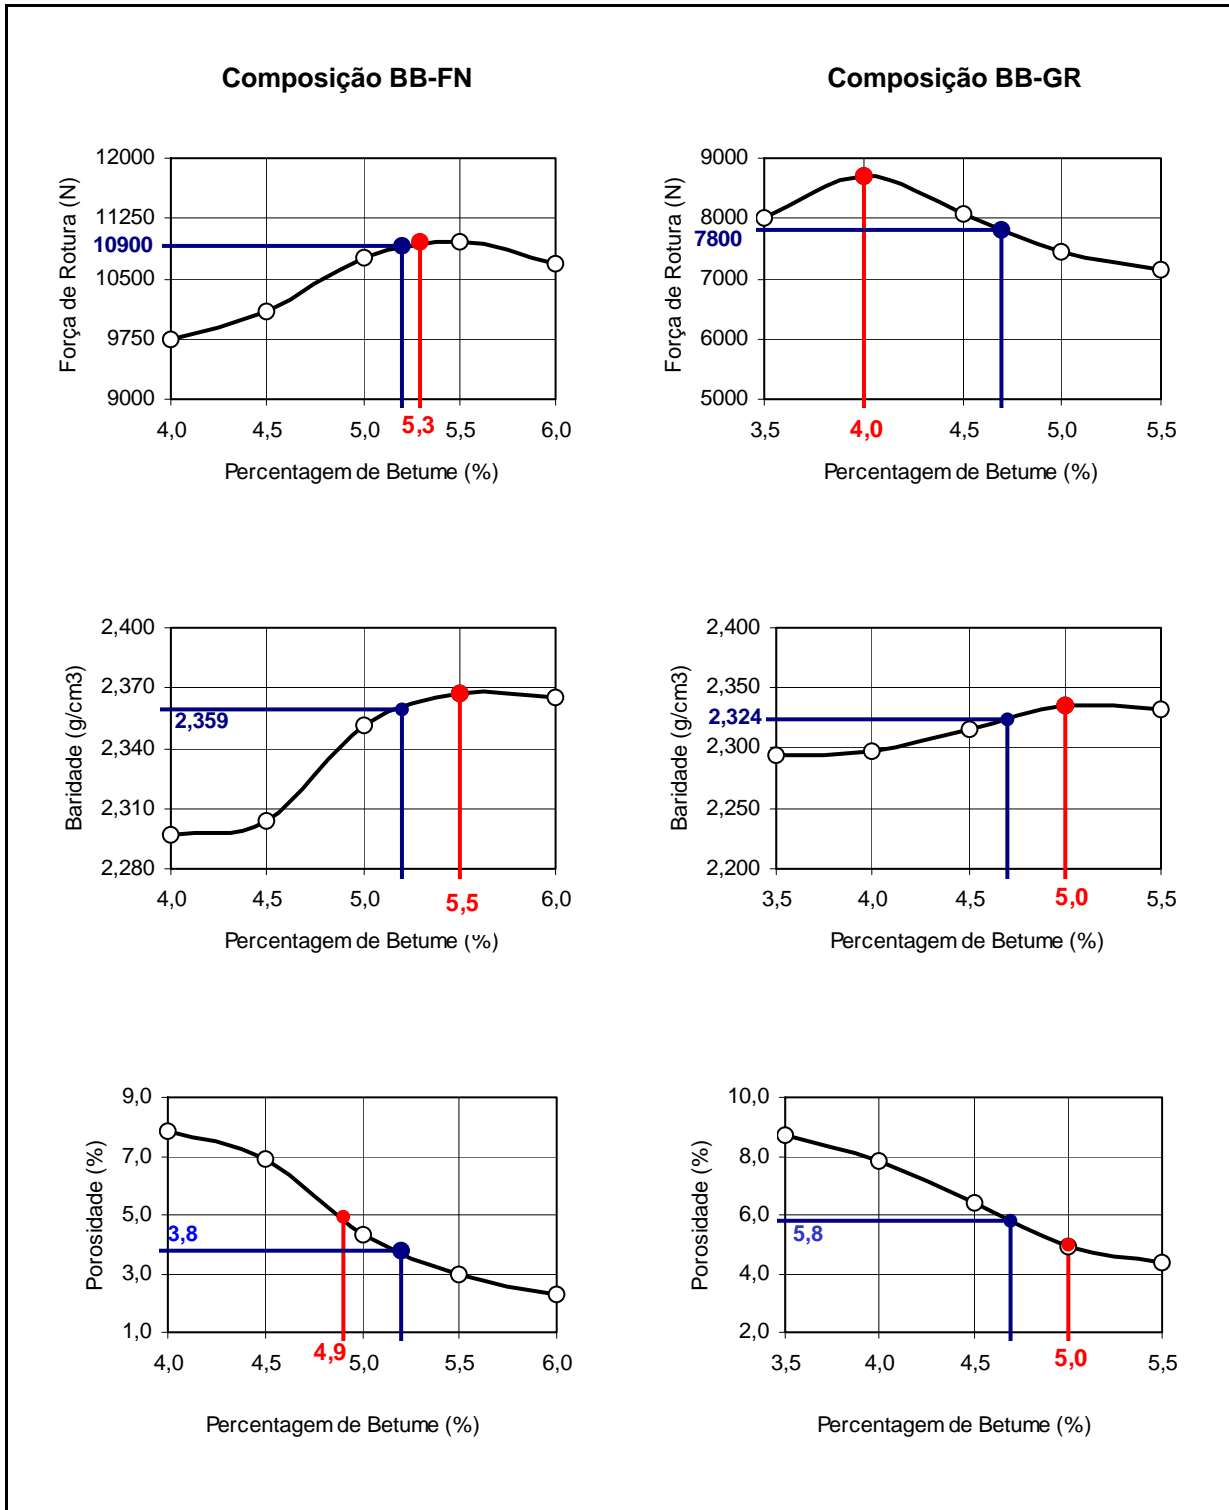 Composição BB-FN
Composição BB-GR
Força de Rotura (N)
12000
11250
10900
10500
9750
9000
4,0 4,5 5,0 5,3 5,5 6,0
Percentagem de Betume (%)
Força de Rotura (N)
9000
8000
7800
7000
6000
5000
3,5 4,0 4,5 5,0 5,5
Percentagem de Betume (%)
Baridade (g/cm3)
2,400
2,370
2,359
2,340
2,310
2,280
4,0 4,5 5,0 5,5 6,0
Percentagem de Betume (%)
Baridade (g/cm3)
2,400
2,350
2,324
2,300
2,250
2,200
3,5 4,0 4,5 5,0 5,5
Percentagem de Betume (%)
Porosidade (%)
9,0
7,0
5,0
3,8
3,0
1,0
4,0 4,5 4,9 5,0 5,5 6,0
Percentagem de Betume (%)
Porosidade (%)
10,0
8,0
6,0
5,8
4,0
2,0
3,5 4,0 4,5 5,0 5,5
Percentagem de Betume (%)